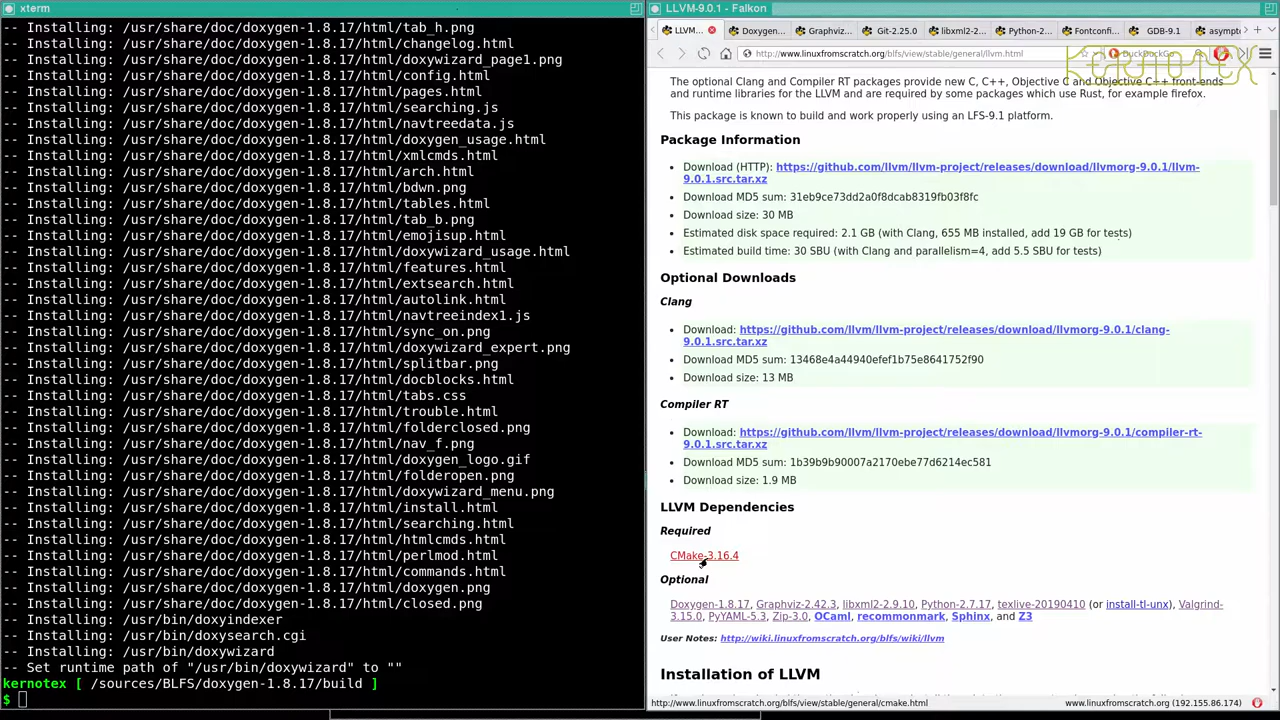 xterm
-- Installing: /usr/share/doc/doxygen-1.8.17/html/tab_h.png
-- Installing: /usr/share/doc/doxygen-1.8.17/html/changelog.html
-- Installing: /usr/share/doc/doxygen-1.8.17/html/doxywizard_page1.png
-- Installing: /usr/share/doc/doxygen-1.8.17/html/config.html
-- Installing: /usr/share/doc/doxygen-1.8.17/html/pages.html
-- Installing: /usr/share/doc/doxygen-1.8.17/html/searching.js
-- Installing: /usr/share/doc/doxygen-1.8.17/html/navtreedata.js
-- Installing: /usr/share/doc/doxygen-1.8.17/html/doxygen_usage.html
-- Installing: /usr/share/doc/doxygen-1.8.17/html/xmlcmds.html
-- Installing: /usr/share/doc/doxygen-1.8.17/html/arch.html
-- Installing: /usr/share/doc/doxygen-1.8.17/html/bdwn.png
-- Installing: /usr/share/doc/doxygen-1.8.17/html/tables.html
-- Installing: /usr/share/doc/doxygen-1.8.17/html/tab_b.png
-- Installing: /usr/share/doc/doxygen-1.8.17/html/emojisup.html
-- Installing: /usr/share/doc/doxygen-1.8.17/html/doxywizard_usage.html
-- Installing: /usr/share/doc/doxygen-1.8.17/html/features.html
-- Installing: /usr/share/doc/doxygen-1.8.17/html/extsearch.html
-- Installing: /usr/share/doc/doxygen-1.8.17/html/autolink.html
-- Installing: /usr/share/doc/doxygen-1.8.17/html/navtreeindex1.js
-- Installing: /usr/share/doc/doxygen-1.8.17/html/sync_on.png
-- Installing: /usr/share/doc/doxygen-1.8.17/html/doxywizard_expert.png
-- Installing: /usr/share/doc/doxygen-1.8.17/html/splitbar.png
-- Installing: /usr/share/doc/doxygen-1.8.17/html/docblocks.html
-- Installing: /usr/share/doc/doxygen-1.8.17/html/tabs.css
-- Installing: /usr/share/doc/doxygen-1.8.17/html/trouble.html
-- Installing: /usr/share/doc/doxygen-1.8.17/html/folderclosed.png
-- Installing: /usr/share/doc/doxygen-1.8.17/html/nav_f.png
-- Installing: /usr/share/doc/doxygen-1.8.17/html/doxygen_logo.gif
-- Installing: /usr/share/doc/doxygen-1.8.17/html/folderopen.png
-- Installing: /usr/share/doc/doxygen-1.8.17/html/doxywizard_menu.png
-- Installing: /usr/share/doc/doxygen-1.8.17/html/install.html
-- Installing: /usr/share/doc/doxygen-1.8.17/html/searching.html
-- Installing: /usr/share/doc/doxygen-1.8.17/html/htmlcmds.html
-- Installing: /usr/share/doc/doxygen-1.8.17/html/perlmod.html
-- Installing: /usr/share/doc/doxygen-1.8.17/html/commands.html
-- Installing: /usr/share/doc/doxygen-1.8.17/html/doxygen.png
-- Installing: /usr/share/doc/doxygen-1.8.17/html/closed.png
-- Installing: /usr/bin/doxyindexer
-- Installing: /usr/bin/doxysearch.cgi
-- Installing: /usr/bin/doxywizard
-- Set runtime path of "/usr/bin/doxywizard" to ""
kernotex [ /sources/BLFS/doxygen-1.8.17/build ]
$
LLVM-9.0.1 - Falkon
LLVM... Doxygen... Graphviz... Git-2.25.0 libxml2-2... Python-2... Fontconfi... GDB-9.1 asympt
http://www.linuxfromscratch.org/blfs/view/stable/general/llvm.html DuckDuckGo
KERNOTEX
The optional Clang and Compiler RT packages provide new C, C++, Objective C and Objective C++ front-ends
and runtime libraries for the LLVM and are required by some packages which use Rust, for example firefox.
This package is known to build and work properly using an LFS-9.1 platform.
Package Information
• Download (HTTP): https://github.com/llvm/llvm-project/releases/download/llvmorg-9.0.1/llvm-
9.0.1.src.tar.xz
• Download MD5 sum: 31eb9ce73dd2a0f8dcab8319fb03f8fc
• Download size: 30 MB
• Estimated disk space required: 2.1 GB (with Clang, 655 MB installed, add 19 GB for tests)
• Estimated build time: 30 SBU (with Clang and parallelism=4, add 5.5 SBU for tests)
Optional Downloads
Clang
• Download: https://github.com/llvm/llvm-project/releases/download/llvmorg-9.0.1/clang-
9.0.1.src.tar.xz
• Download MD5 sum: 13468e4a44940efef1b75e8641752f90
• Download size: 13 MB
Compiler RT
• Download: https://github.com/llvm/llvm-project/releases/download/llvmorg-9.0.1/compiler-rt-
9.0.1.src.tar.xz
• Download MD5 sum: 1b39b9b90007a2170ebe77d6214ec581
• Download size: 1.9 MB
LLVM Dependencies
Required
CMake-3.16.4
Optional
Doxygen-1.8.17, Graphviz-2.42.3, libxml2-2.9.10, Python-2.7.17, texlive-20190410 (or install-tl-unx), Valgrind-
3.15.0, PyYAML-5.3, Zip-3.0, OCaml, recommonmark, Sphinx, and Z3
User Notes: http://wiki.linuxfromscratch.org/blfs/wiki/llvm
Installation of LLVM
http://www.linuxfromscratch.org/blfs/view/stable/general/cmake.html www.linuxfromscratch.org (192.155.86.174)